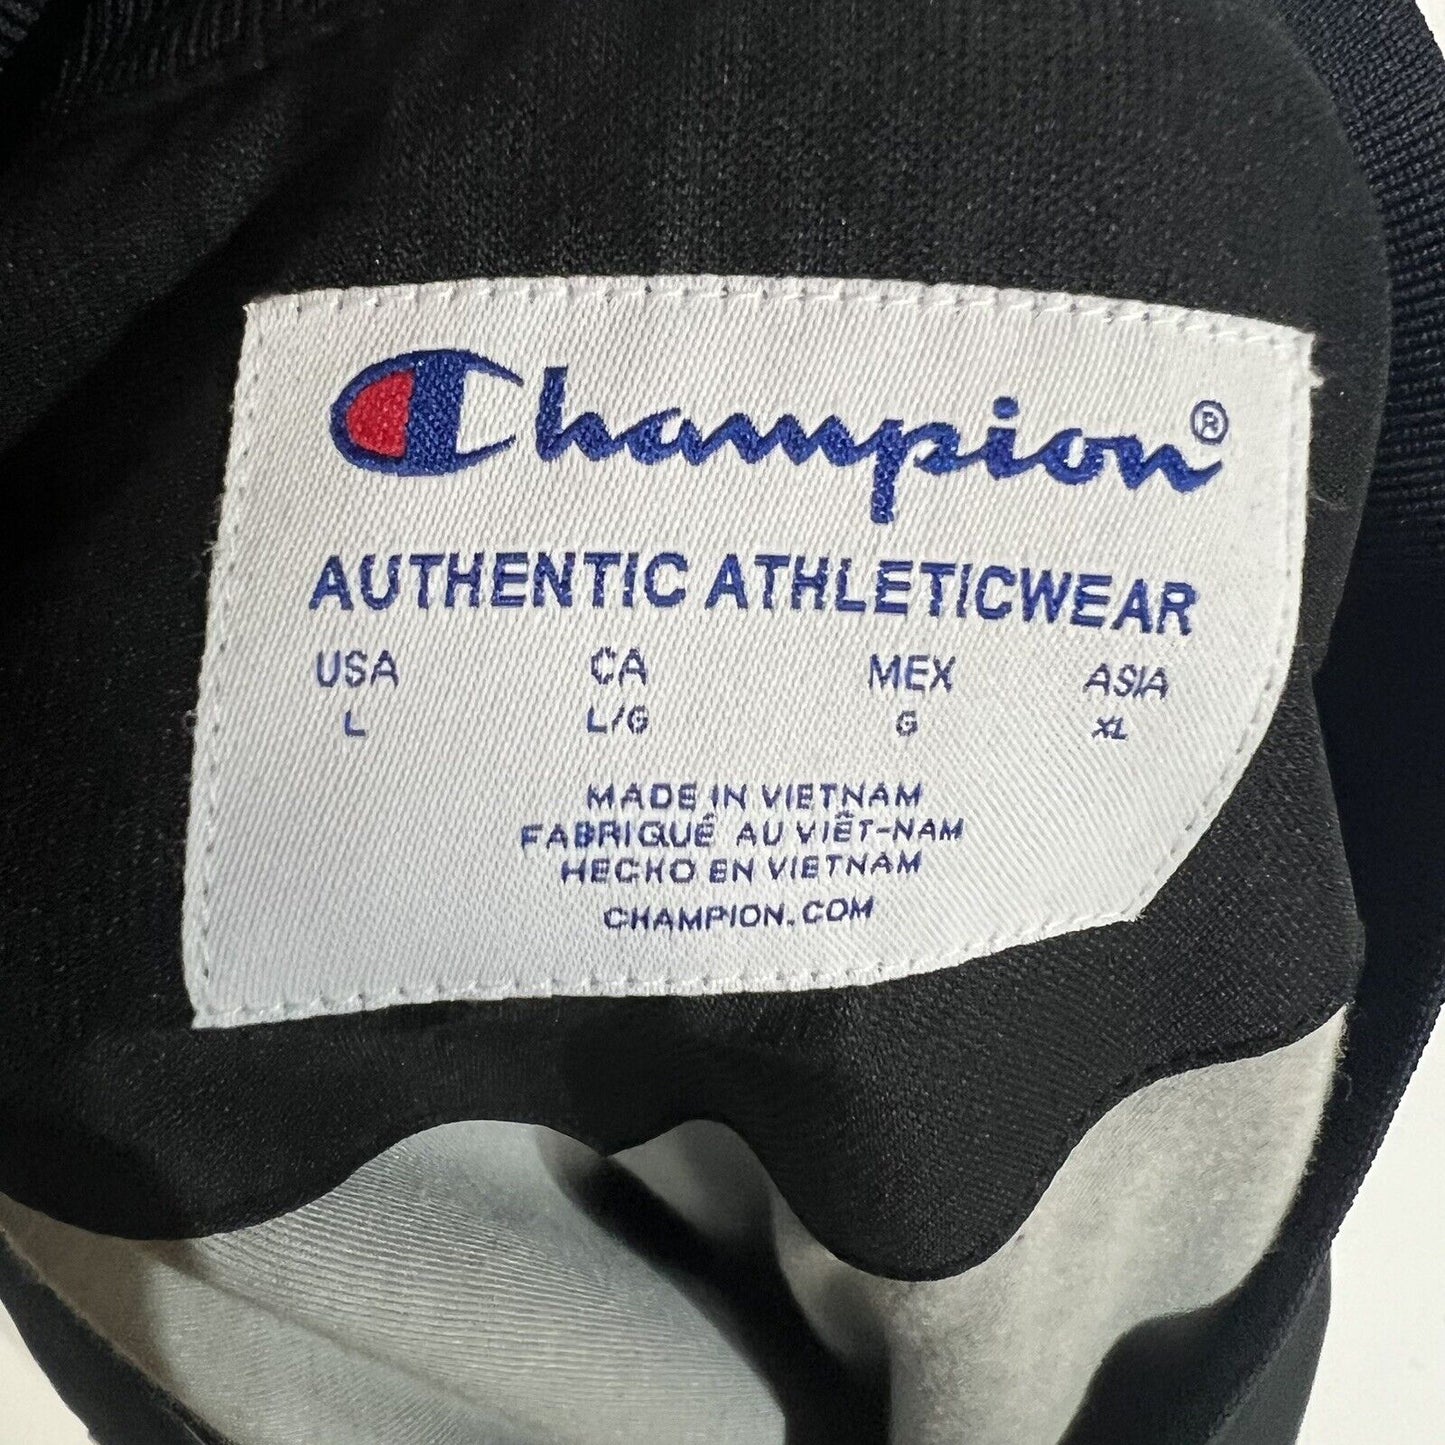 Champion®
AUTHENTIC ATHLETICWEAR
USA CA MEX ASIA
L L/G G XL
MADE IN VIETNAM
FABRIQUÉ AU VIÊT-NAM
HECHO EN VIETNAM
CHAMPION.COM